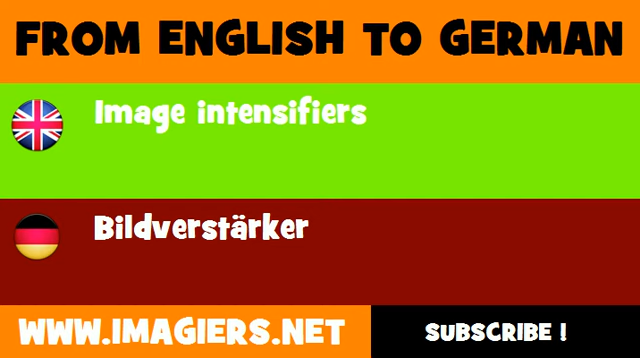 FROM ENGLISH TO GERMAN
Image intensifiers
Bildverstärker
WWW.IMAGIERS.NET
SUBSCRIBE !